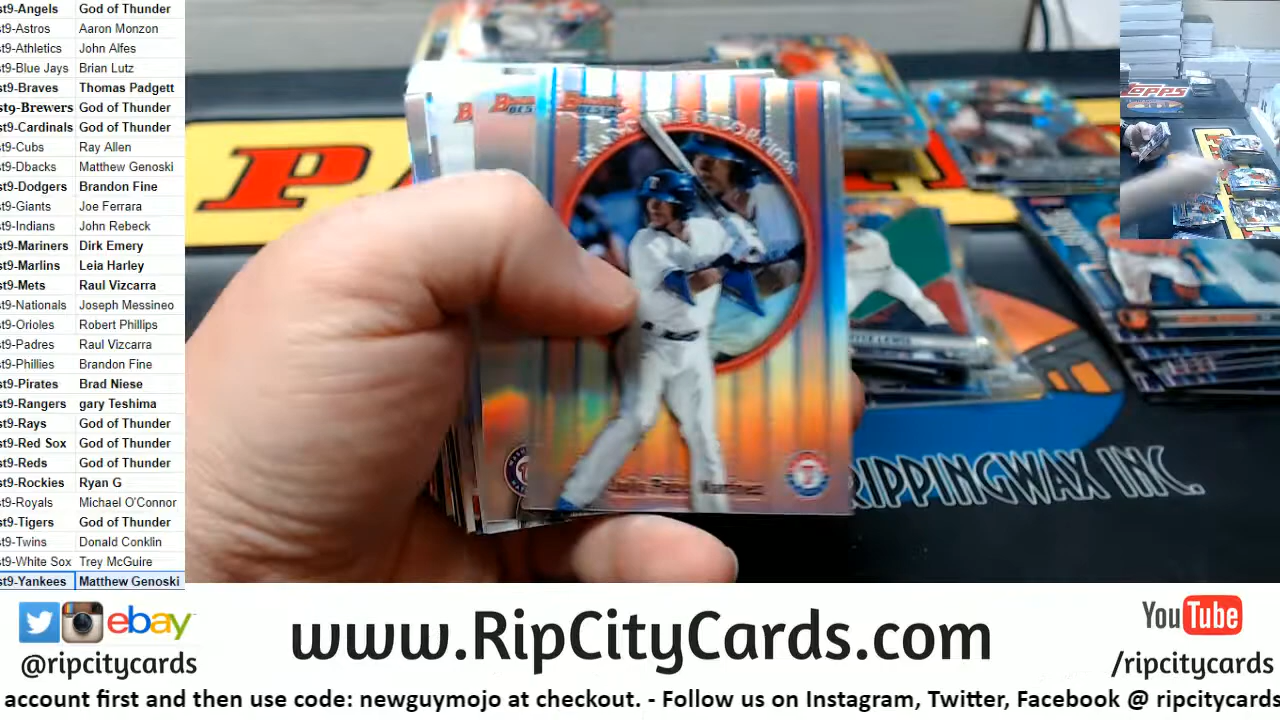 st9-Angels God of Thunder
st9-Astros Aaron Monzon
st9-Athletics John Alfes
st9-Blue Jays Brian Lutz
st9-Braves Thomas Padgett
st9-Brewers God of Thunder
st9-Cardinals God of Thunder
st9-Cubs Ray Allen
st9-Dbacks Matthew Genoski
st9-Dodgers Brandon Fine
st9-Giants Joe Ferrara
st9-Indians John Rebeck
st9-Mariners Dirk Emery
st9-Marlins Leia Harley
st9-Mets Raul Vizcarra
st9-Nationals Joseph Messineo
st9-Orioles Robert Phillips
st9-Padres Raul Vizcarra
st9-Phillies Brandon Fine
st9-Pirates Brad Niese
st9-Rangers gary Teshima
st9-Rays God of Thunder
st9-Red Sox God of Thunder
st9-Reds God of Thunder
st9-Rockies Ryan G
st9-Royals Michael O'Connor
st9-Tigers God of Thunder
st9-Twins Donald Conklin
st9-White Sox Trey McGuire
st9-Yankees Matthew Genoski
TOPPS
RIPPINGWAX INC.
ebay
@ripcitycards
www.RipCityCards.com
YouTube
/ripcitycards
account first and then use code: newguymojo at checkout. - Follow us on Instagram, Twitter, Facebook @ ripcitycards